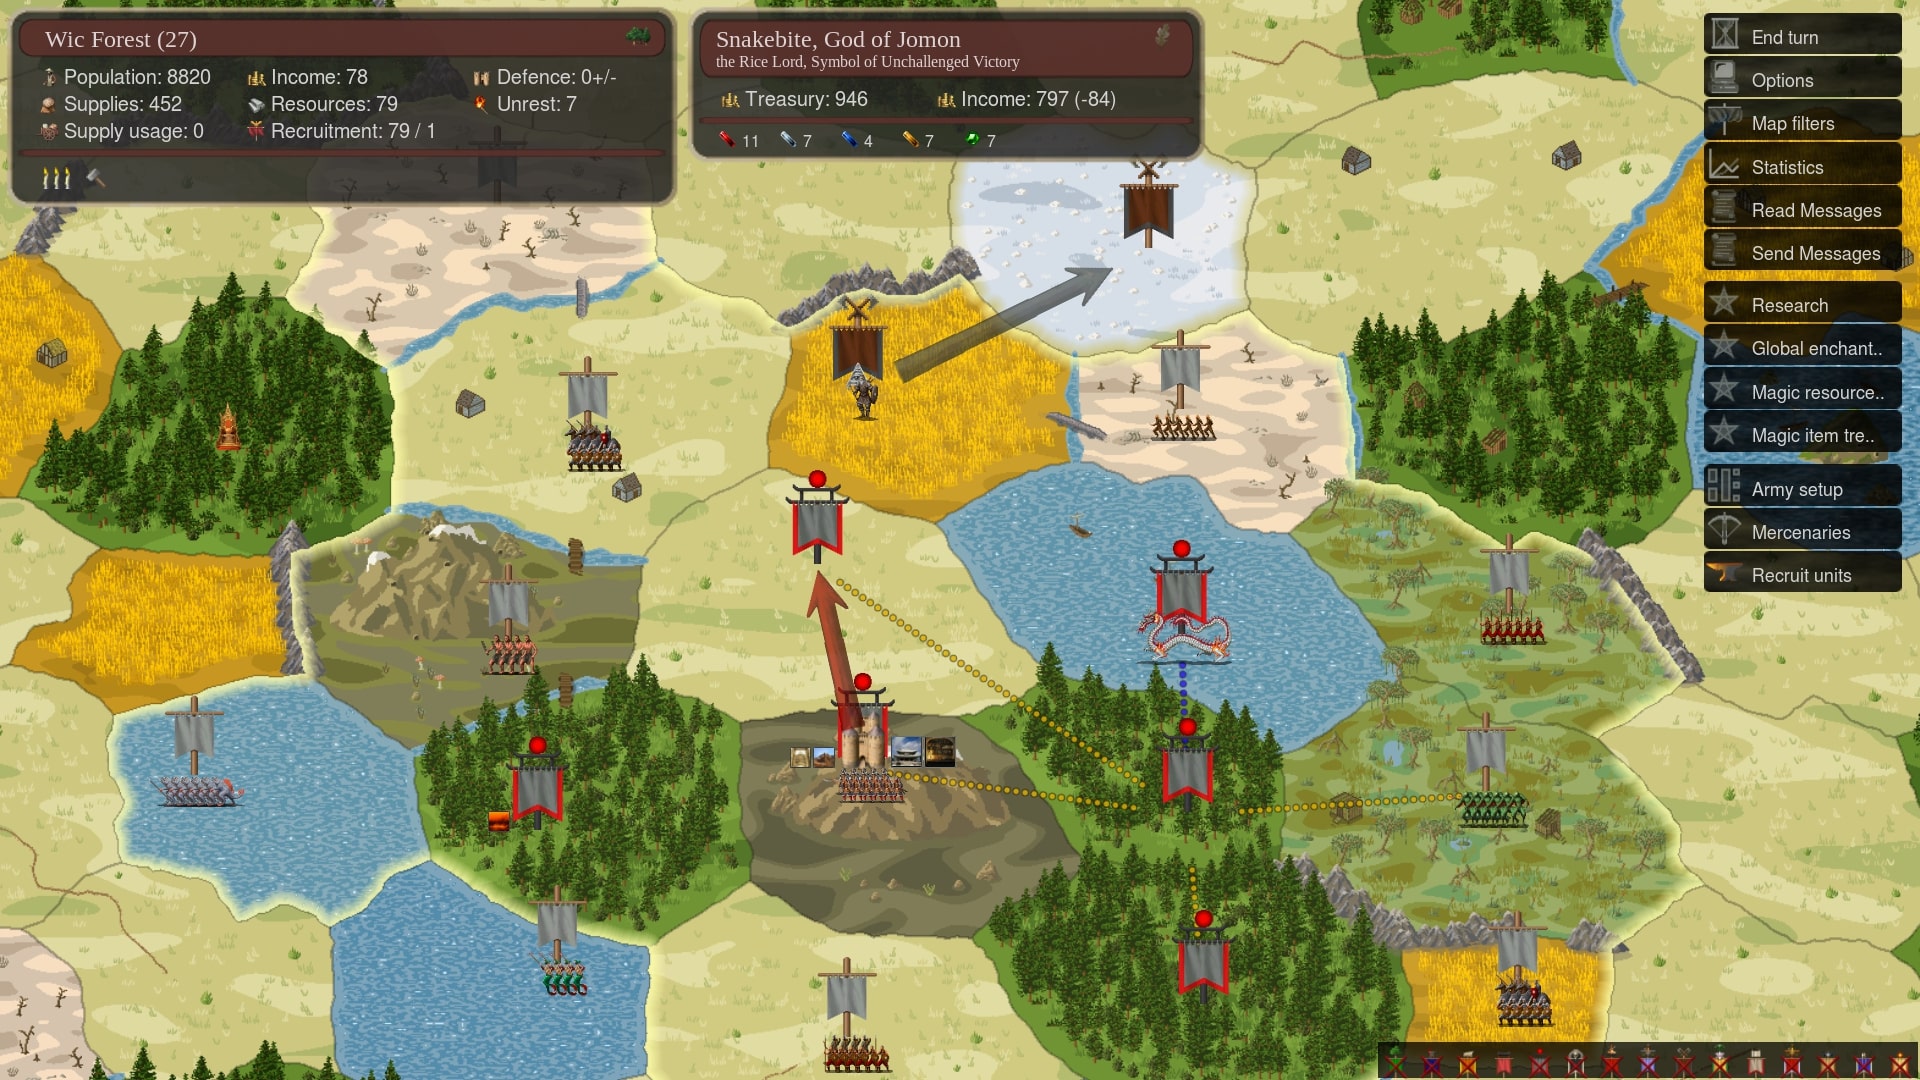 Wic Forest (27)
Population: 8820
Income: 78
Defence: 0+/-
Supplies: 452
Resources: 79
Unrest: 7
Supply usage: 0
Recruitment: 79 / 1
Snakebite, God of Jomon
the Rice Lord, Symbol of Unchallenged Victory
Treasury: 946
Income: 797 (-84)
11
7
4
7
7
End turn
Options
Map filters
Statistics
Read Messages
Send Messages
Research
Global enchant..
Magic resource..
Magic item tre..
Army setup
Mercenaries
Recruit units